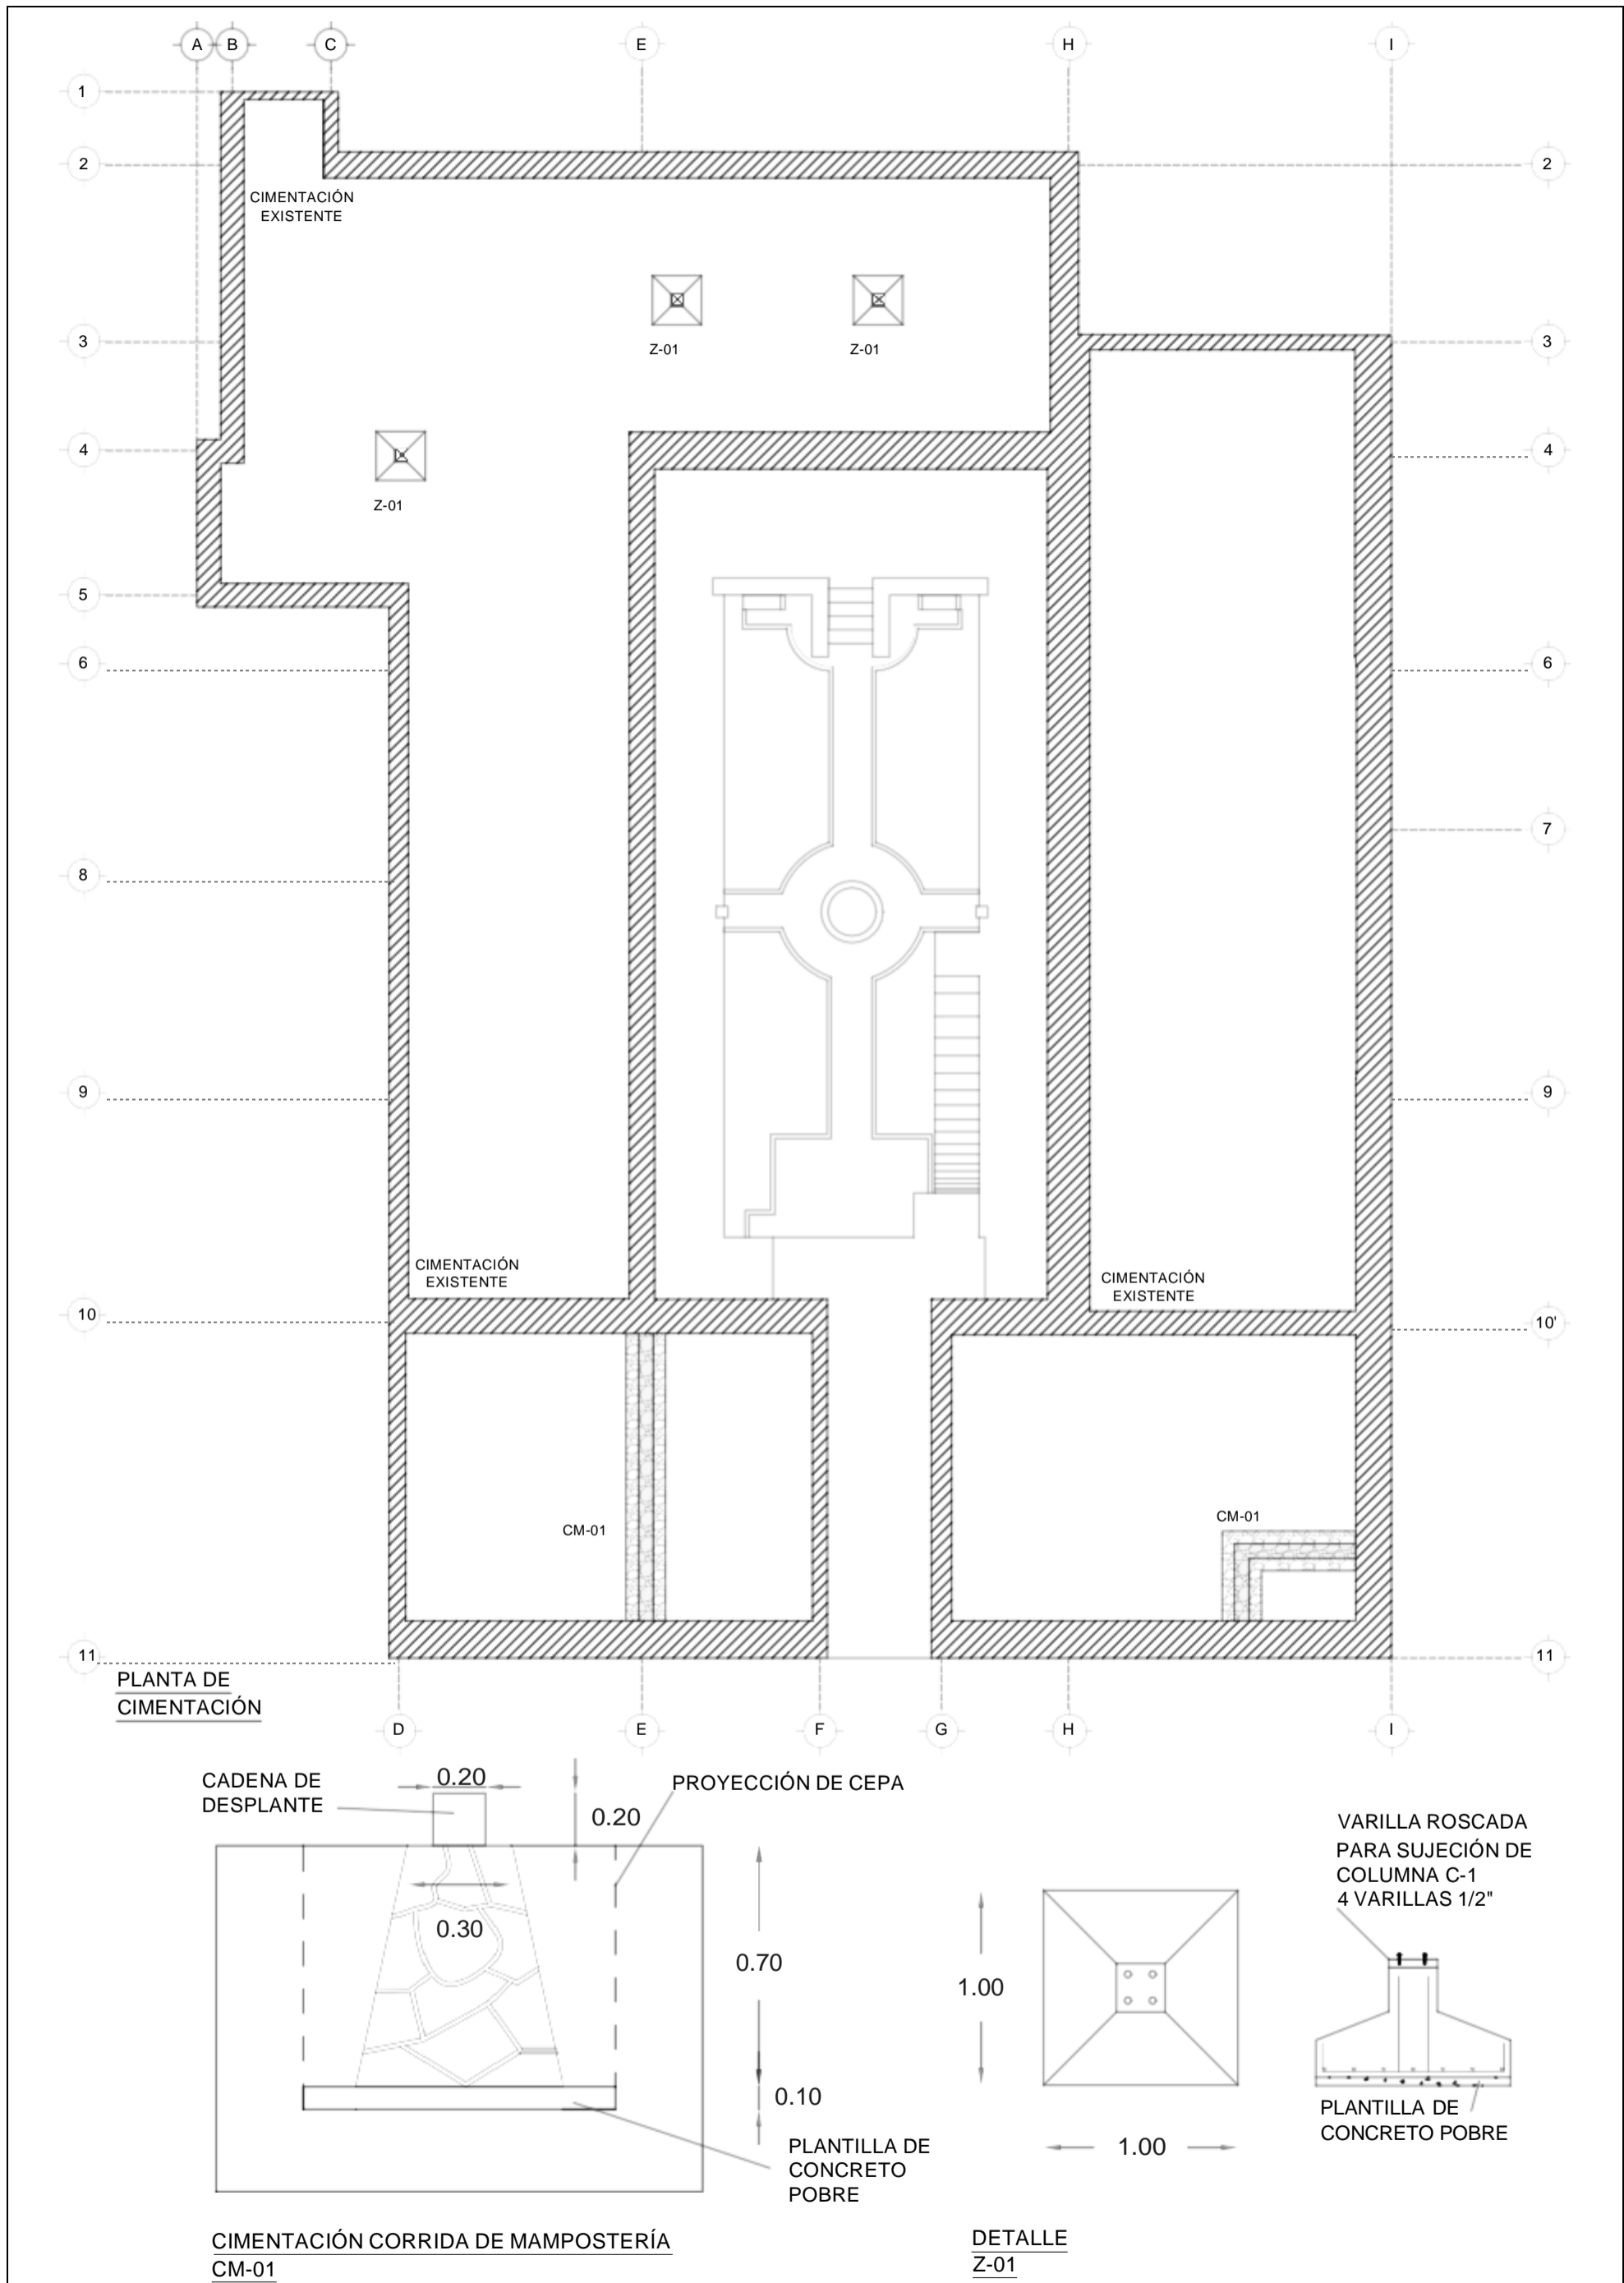 A B C E H I
1
2 2
CIMENTACIÓN
EXISTENTE
3 3
Z-01 Z-01
4 4
Z-01
5
6 6
7
8
9 9
CIMENTACIÓN
EXISTENTE
CIMENTACIÓN
EXISTENTE
10 10'
CM-01
CM-01
11 11
PLANTA DE
CIMENTACIÓN
D E F G H I
CADENA DE
DESPLANTE
0.20
0.20
PROYECCIÓN DE CEPA
0.30
0.70
0.10
PLANTILLA DE
CONCRETO
POBRE
CIMENTACIÓN CORRIDA DE MAMPOSTERÍA
CM-01
1.00
1.00
VARILLA ROSCADA
PARA SUJECIÓN DE
COLUMNA C-1
4 VARILLAS 1/2"
PLANTILLA DE
CONCRETO POBRE
DETALLE
Z-01